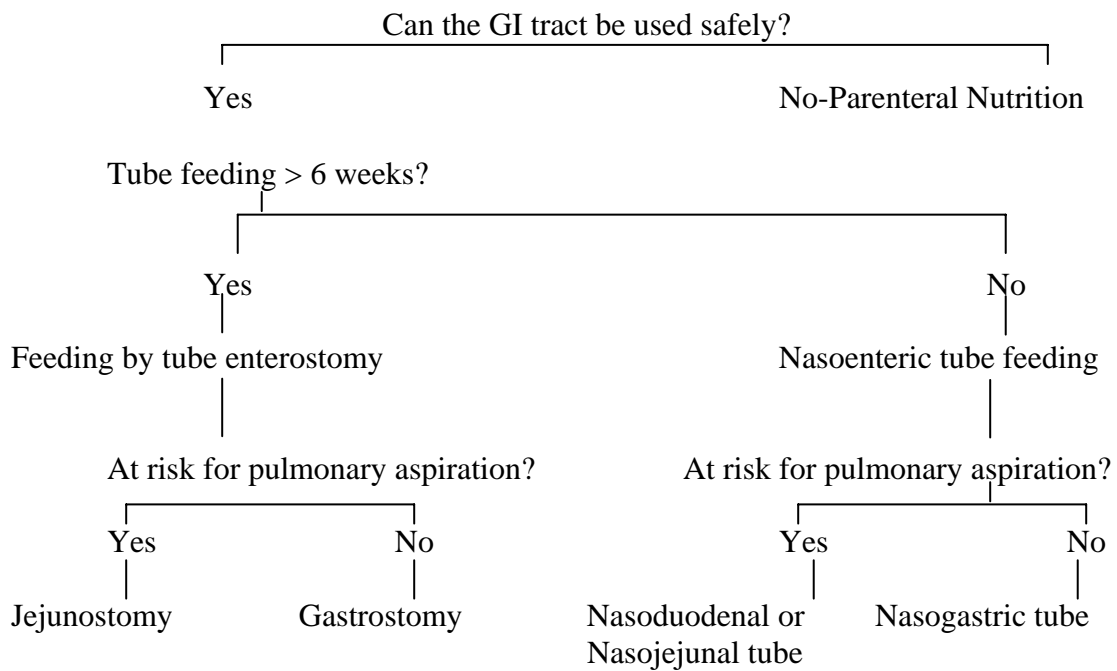 Can the GI tract be used safely?
Yes
No-Parenteral Nutrition
Tube feeding > 6 weeks?
Yes
No
Feeding by tube enterostomy
Nasoenteric tube feeding
At risk for pulmonary aspiration?
At risk for pulmonary aspiration?
Yes
No
Yes
No
Jejunostomy
Gastrostomy
Nasoduodenal or
Nasojejunal tube
Nasogastric tube